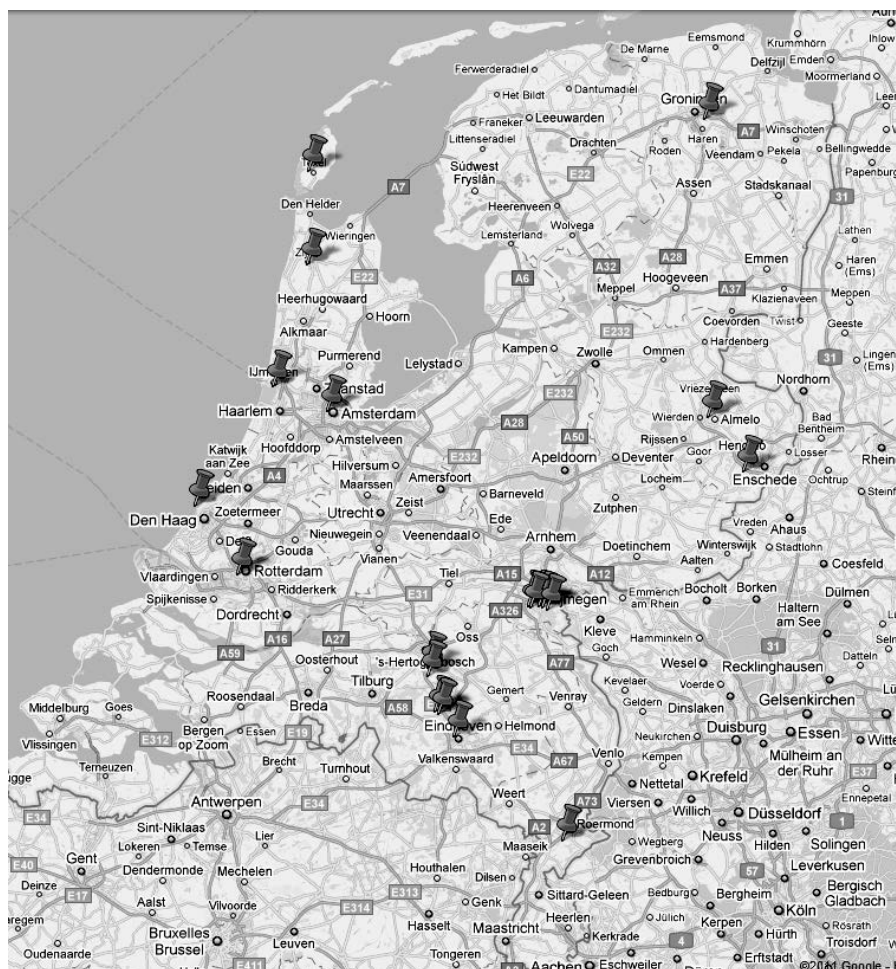 Eemsmond
Krummhörn
De Marne
Ihlow
Emden
Delfzijl
Moormerland
Ferwerderadiel
Dantumadiel
Het Bildt
Groningen
Franeker
Leeuwarden
A7
Winschoten
Littenseradiel
Drachten
Haren
Roden
Veendam
Pekela
Bellingwedde
Súdwest
Fryslân
E22
Papenburg
A7
Assen
Stadskanaal
31
Den Helder
Heerenveen
Wieringen
Lemsterland
Wolvega
Lathen
A28
Emmen
Haren
(Ems)
E22
A6
A32
Hoogeveen
Meppel
A37
Klazienaveen
Meppen
Heerhugowaard
Hoorn
Coevorden
Twist
Geeste
Alkmaar
E232
Hardenberg
Purmerend
Kampen
Zwolle
Ommen
31
Lingen
(Ems)
Lelystad
Nordhorn
E232
Haarlem
Amsterdam
A28
Wierden
Almelo
Bad
Bentheim
A50
Rijssen
Amstelveen
Hoofddorp
Katwijk
aan Zee
E232
Apeldoorn
Deventer
Goor
Losser
Hilversum
A4
Amersfoort
Lochem
Enschede
Ochtrup
Maarssen
Barneveld
Zoetermeer
Zeist
Zutphen
Den Haag
Utrecht
Ede
Vreden
Ahaus
Nieuwegein
Veenendaal
Arnhem
Gouda
Vianen
Doetinchem
Winterswijk
Stadtlohn
Aalten
Coesfeld
Vlaardingen
Rotterdam
Tiel
A15
A12
Ridderkerk
Emmerich
am Rhein
Bocholt
Borken
Dülmen
Spijkenisse
E31
Dordrecht
A326
Kleve
Haltern
am See
A16
A27
Oss
Goch
Hamminkeln
31
A59
Oosterhout
A77
Wesel
Recklinghausen
Datteln
Tilburg
Kevelaer
Voerde
Roosendaal
Breda
A58
Gemert
Venray
Geldern
Dinslaken
Gelsenkirchen
Middelburg
Goes
Bergen
op Zoom
Essen
E19
Helmond
Neukirchen
Duisburg
Essen
Vlissingen
E312
E34
Mülheim an
der Ruhr
Terneuzen
Brecht
Valkenswaard
A67
Venlo
Kempen
Krefeld
E37
Turnhout
Nettetal
Ennepetal
E34
Weert
A73
Viersen
Willich
Düsseldorf
1
Antwerpen
Sint-Niklaas
Lier
A2
Roermond
Neuss
Hilden
Solingen
Lokeren
Temse
Maaseik
Wegberg
E40
Gent
Grevenbroich
57
Leverkusen
Dendermonde
Mechelen
Houthalen
Dilsen
Deinze
E17
E313
Sittard-Geleen
Bedburg
Bergheim
Bergisch
Gladbach
Aalst
Vilvoorde
E314
Genk
Heerlen
Jülich
Köln
Hasselt
Kerpen
Rösrath
Bruxelles
Brussel
Leuven
Maastricht
Kerkrade
4
Hürth
Troisdorf
Oudenaarde
E411
Tongeren
Aachen
Eschweiler
Erftstadt